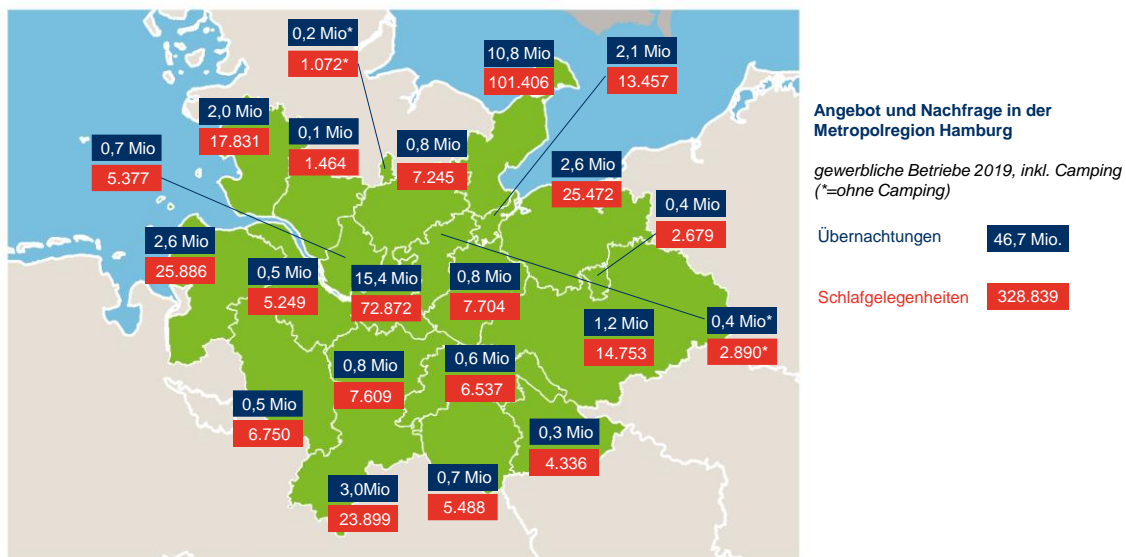 0,2 Mio*
1.072*
10,8 Mio
101.406
2,1 Mio
13.457
2,0 Mio
17.831
0,1 Mio
1.464
0,8 Mio
7.245
0,7 Mio
5.377
2,6 Mio
25.472
0,4 Mio
2.679
2,6 Mio
25.886
0,5 Mio
5.249
15,4 Mio
72.872
0,8 Mio
7.704
1,2 Mio
14.753
0,4 Mio*
2.890*
0,8 Mio
7.609
0,6 Mio
6.537
0,5 Mio
6.750
0,3 Mio
4.336
3,0Mio
23.899
0,7 Mio
5.488
Angebot und Nachfrage in der
Metropolregion Hamburg
gewerbliche Betriebe 2019, inkl. Camping
(*=ohne Camping)
Übernachtungen 46,7 Mio.
Schlafgelegenheiten 328.839